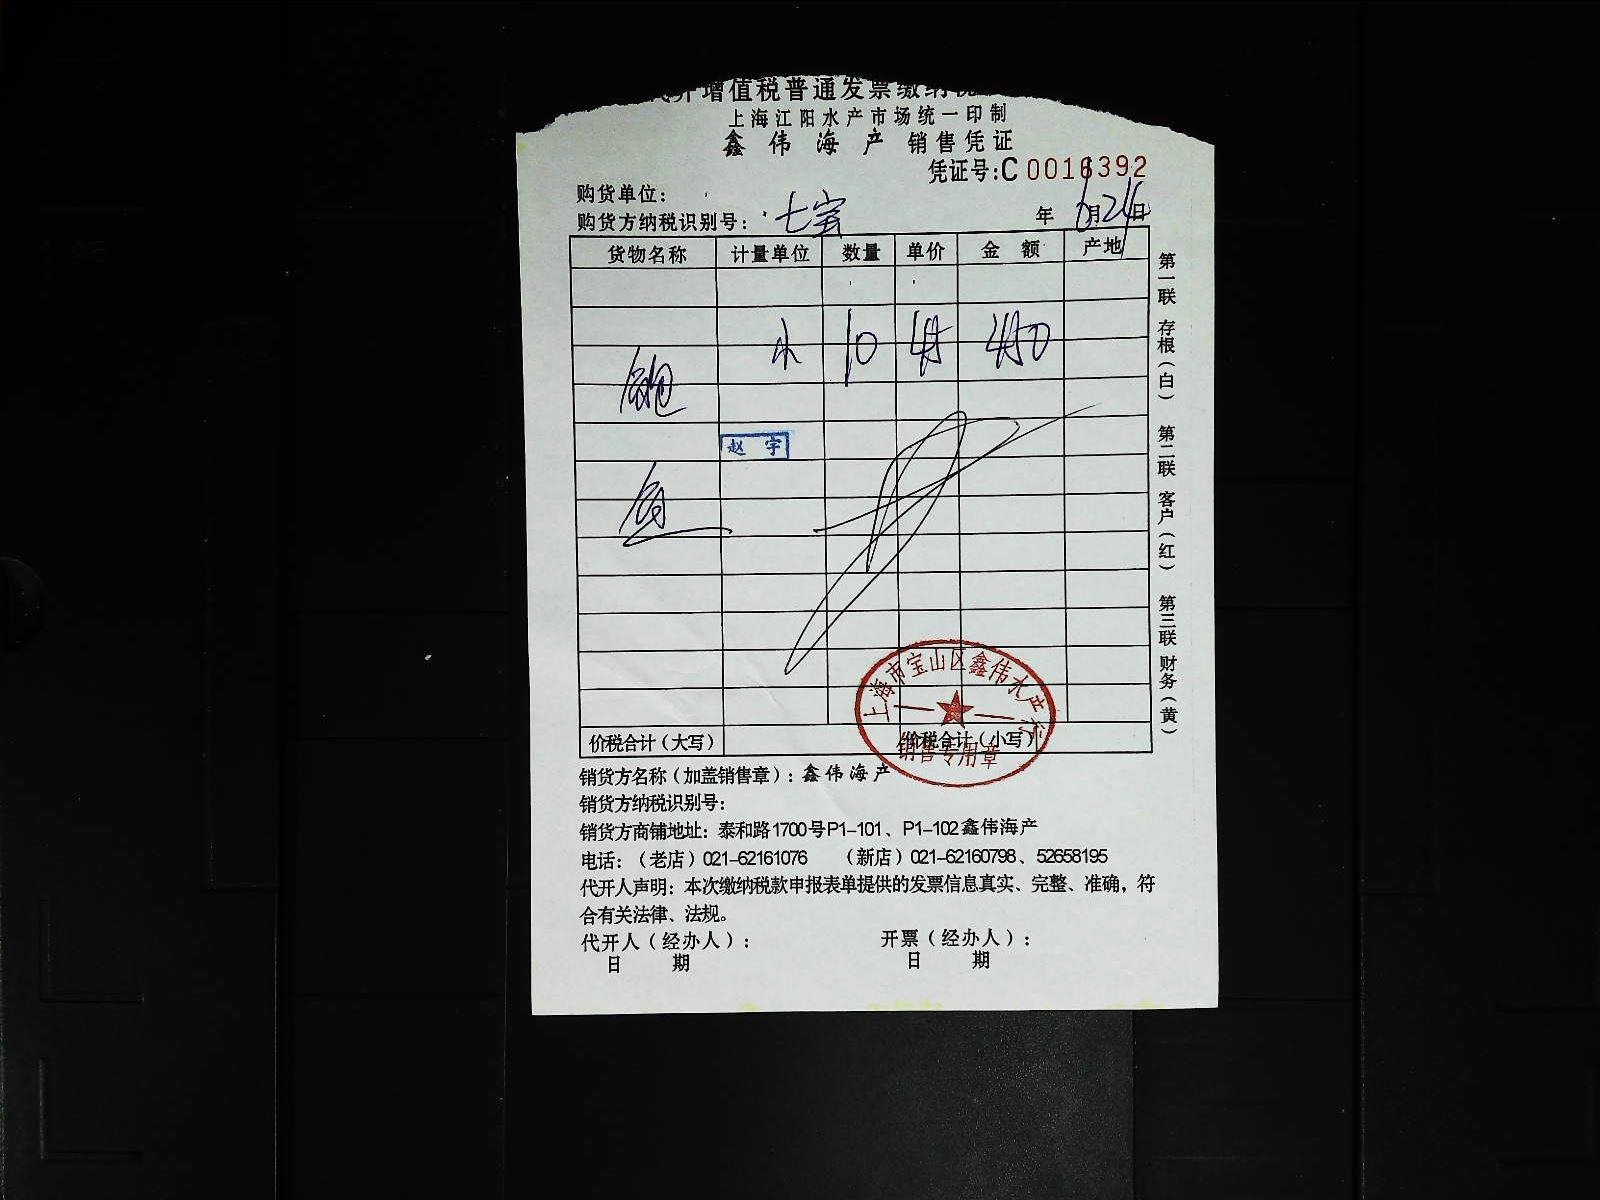 代开增值税普通发票缴纳税
上海江阳水产市场统一印制
鑫伟海产 销售凭证
凭证号:C 0016392
购货单位:
购货方纳税识别号: 七宝 年 6月24日
货物名称 计量单位 数量 单价 金额 产地
鲍 10 45 450
赵宇
鱼
价税合计(大写) 价税合计(小写)
上海市宝山区鑫伟水产行
销售专用章
销货方名称(加盖销售章): 鑫伟海产
销货方纳税识别号:
销货方商铺地址: 泰和路1700号P1-101、P1-102鑫伟海产
电话:(老店)021-62161076 (新店)021-62160798、52658195
代开人声明: 本次缴纳税款申报表单提供的发票信息真实、完整、准确, 符
合有关法律、法规。
代开人(经办人): 开票(经办人):
日 期 日 期
第一联 存根(白) 第二联 客户(红) 第三联 财务(黄)